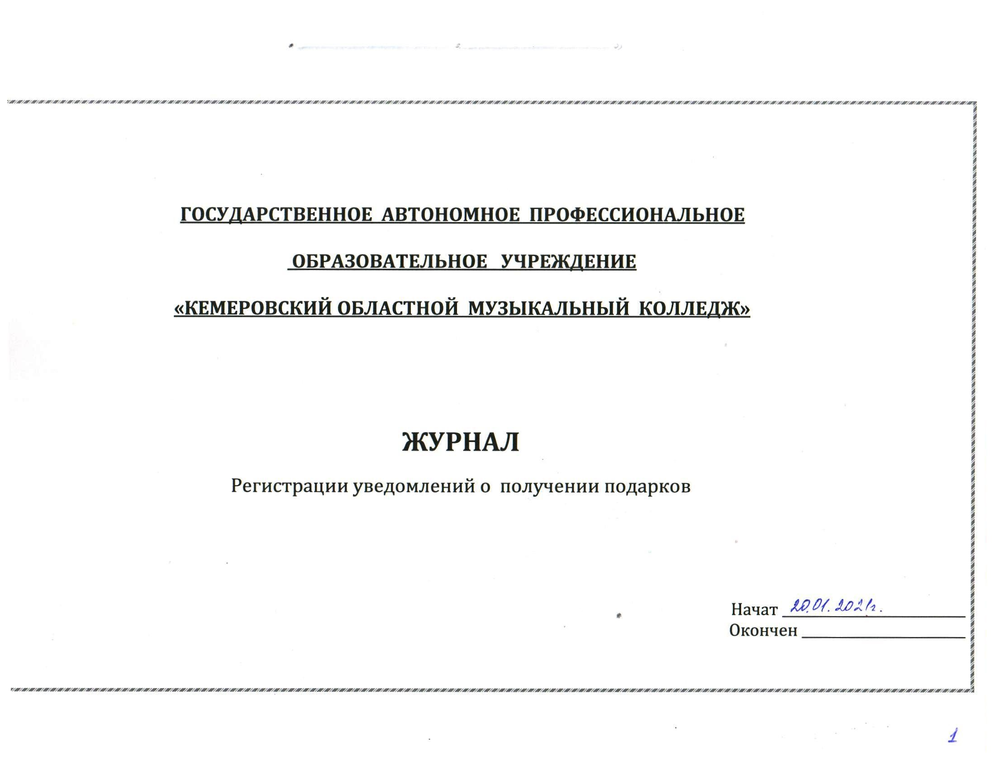 ГОСУДАРСТВЕННОЕ АВТОНОМНОЕ ПРОФЕССИОНАЛЬНОЕ
ОБРАЗОВАТЕЛЬНОЕ УЧРЕЖДЕНИЕ
«КЕМЕРОВСКИЙ ОБЛАСТНОЙ МУЗЫКАЛЬНЫЙ КОЛЛЕДЖ»
ЖУРНАЛ
Регистрации уведомлений о получении подарков
Начат 20.01.2021г.
Окончен
1